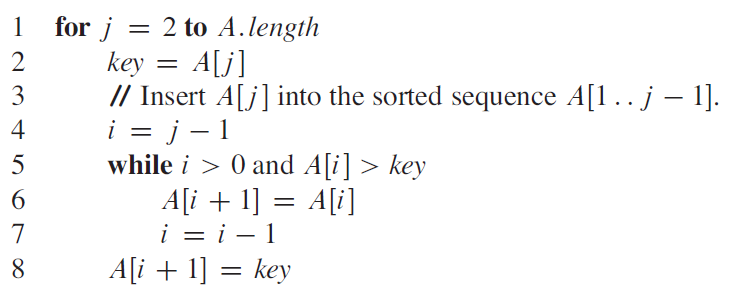 1 for j = 2 to A.length
2 key = A[j]
3 // Insert A[j] into the sorted sequence A[1 . . j − 1].
4 i = j − 1
5 while i > 0 and A[i] > key
6 A[i + 1] = A[i]
7 i = i − 1
8 A[i + 1] = key